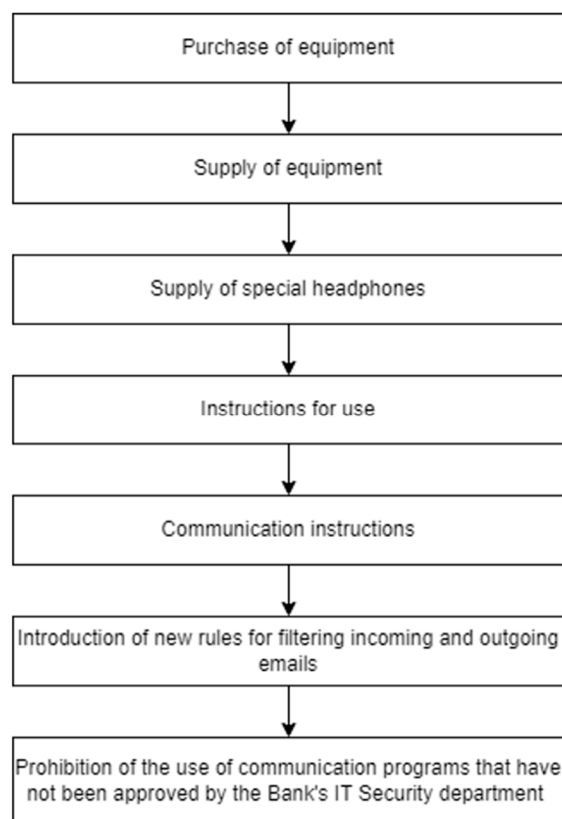 Purchase of equipment
Supply of equipment
Supply of special headphones
Instructions for use
Communication instructions
Introduction of new rules for filtering incoming and outgoing
emails
Prohibition of the use of communication programs that have
not been approved by the Bank's IT Security department